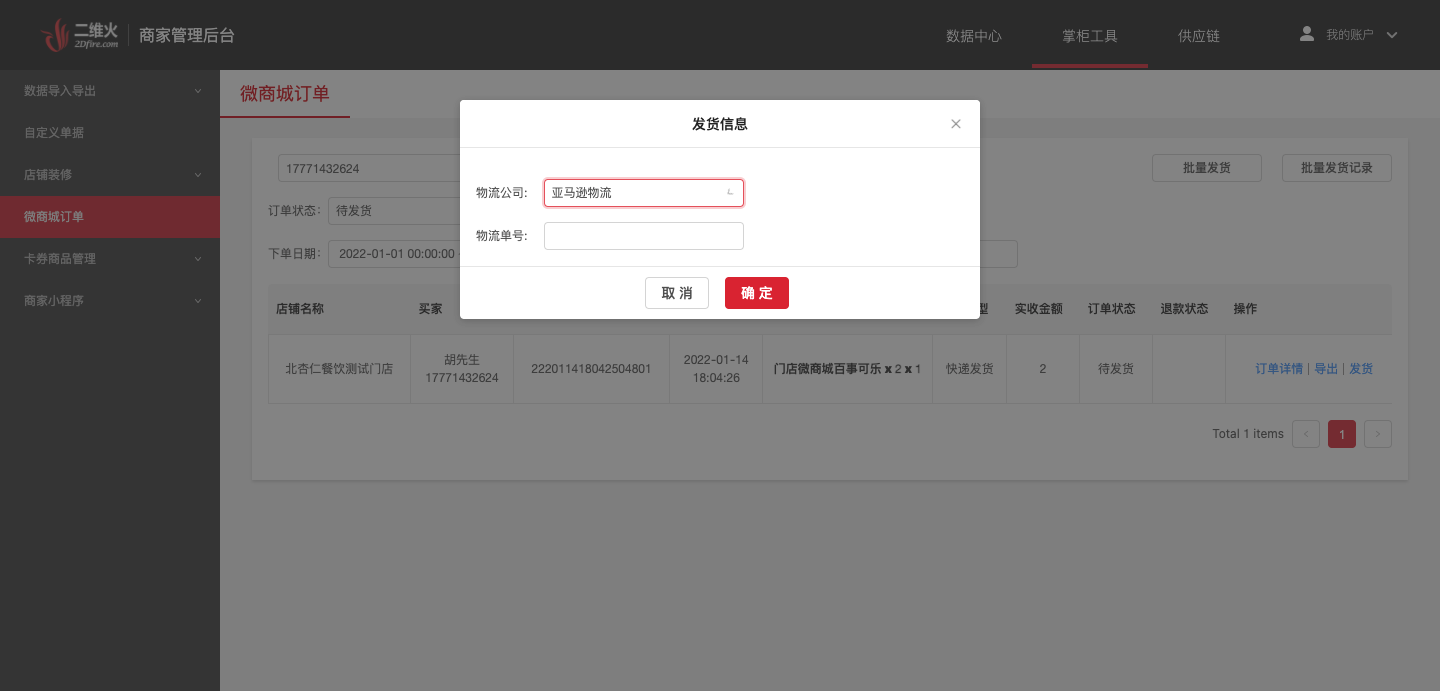 二维火
2Dfire.com
商家管理后台
数据中心
掌柜工具
供应链
我的账户
数据导入导出
自定义单据
店铺装修
微商城订单
卡券商品管理
商家小程序
微商城订单
17771432624
批量发货
批量发货记录
订单状态：
待发货
下单日期：
2022-01-01 00:00:00
发货信息
物流公司:
亚马逊物流
物流单号:
取 消
确 定
店铺名称
买家
型
实收金额
订单状态
退款状态
操作
北杏仁餐饮测试门店
胡先生
17771432624
222011418042504801
2022-01-14
18:04:26
门店微商城百事可乐 x 2 x 1
快递发货
2
待发货
订单详情 | 导出 | 发货
Total 1 items
<
1
>